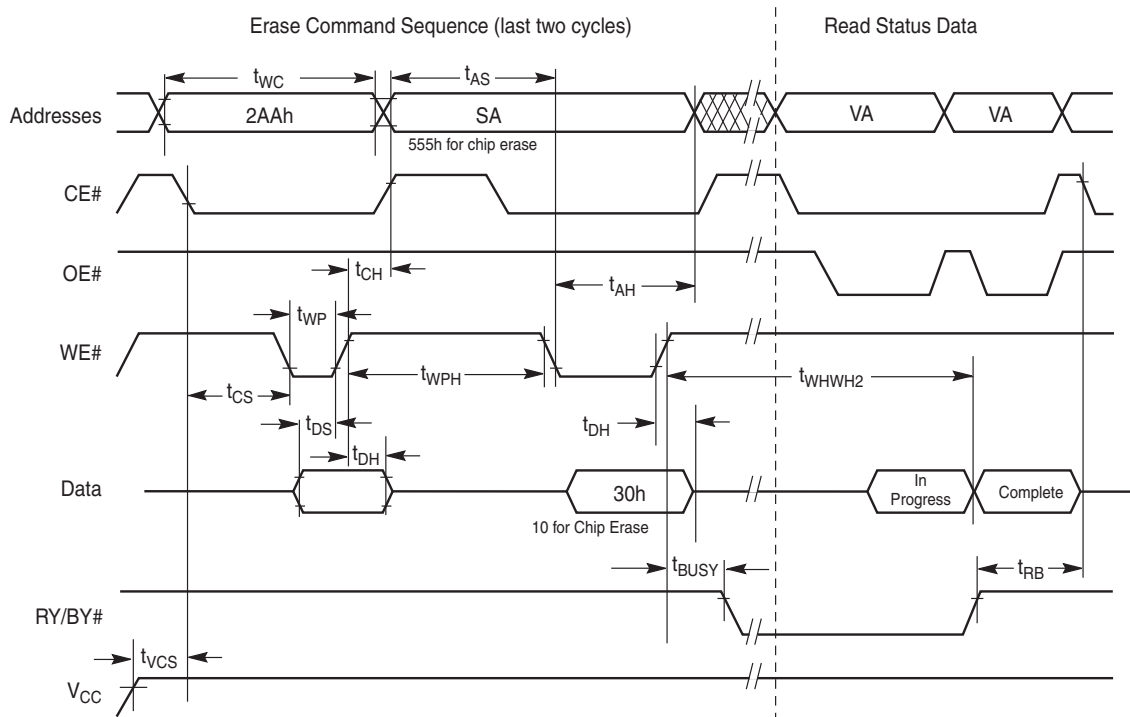 Erase Command Sequence (last two cycles)
Read Status Data
tWC
tAS
Addresses
2AAh
SA
VA
VA
555h for chip erase
CE#
OE#
tCH
tAH
tWP
WE#
tWPH
tWHWH2
tCS
tDS
tDH
tDH
Data
30h
In
Progress
Complete
10 for Chip Erase
tBUSY
tRB
RY/BY#
tVCS
VCC